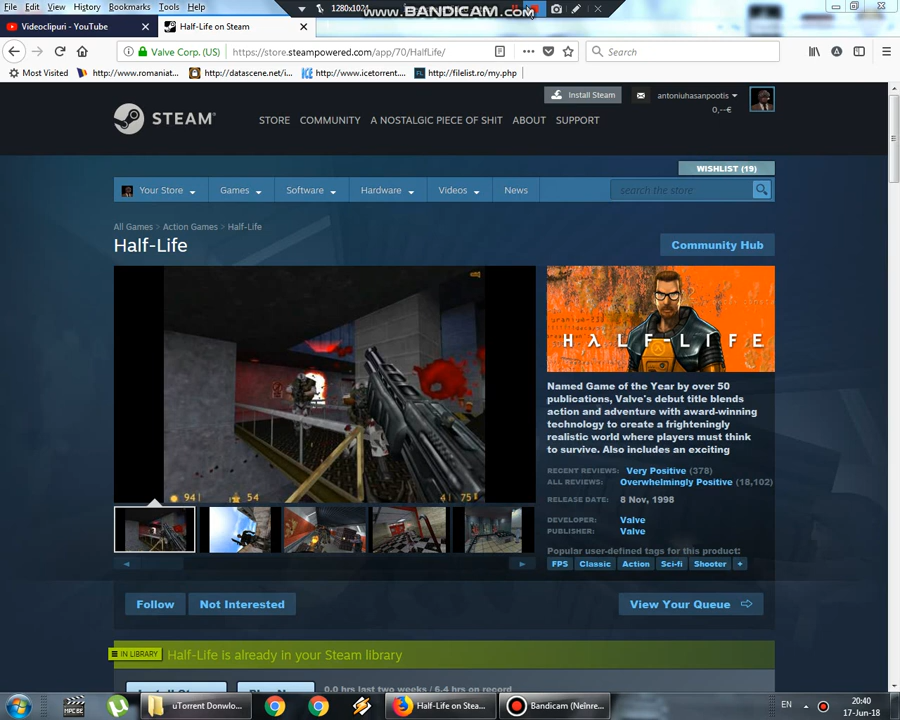 File Edit View History Bookmarks Tools Help
1280x1024
www.BANDICAM.com
Videoclipuri - YouTube
Half-Life on Steam
Valve Corp. (US)
https://store.steampowered.com/app/70/HalfLife/
Search
Most Visited
http://www.romaniat...
http://datascene.net/i...
http://www.icetorrent....
http://filelist.ro/my.php
Install Steam
antoniuhasanpootis
0,--€
STEAM
STORE COMMUNITY A NOSTALGIC PIECE OF SHIT ABOUT SUPPORT
WISHLIST (19)
Your Store Games Software Hardware Videos News
search the store
All Games > Action Games > Half-Life
Half-Life
Community Hub
94
54
41
75
HλLF-LIFE
Named Game of the Year by over 50
publications, Valve's debut title blends
action and adventure with award-winning
technology to create a frighteningly
realistic world where players must think
to survive. Also includes an exciting
RECENT REVIEWS: Very Positive (378)
ALL REVIEWS: Overwhelmingly Positive (18,102)
RELEASE DATE: 8 Nov, 1998
DEVELOPER: Valve
PUBLISHER: Valve
Popular user-defined tags for this product:
FPS Classic Action Sci-fi Shooter +
Follow
Not Interested
View Your Queue
IN LIBRARY
Half-Life is already in your Steam library
0.0 hrs last two weeks / 6.4 hrs on record
uTorrent Donwlo...
Half-Life on Stea...
Bandicam (Neînre...
EN
20:40
17-Jun-18